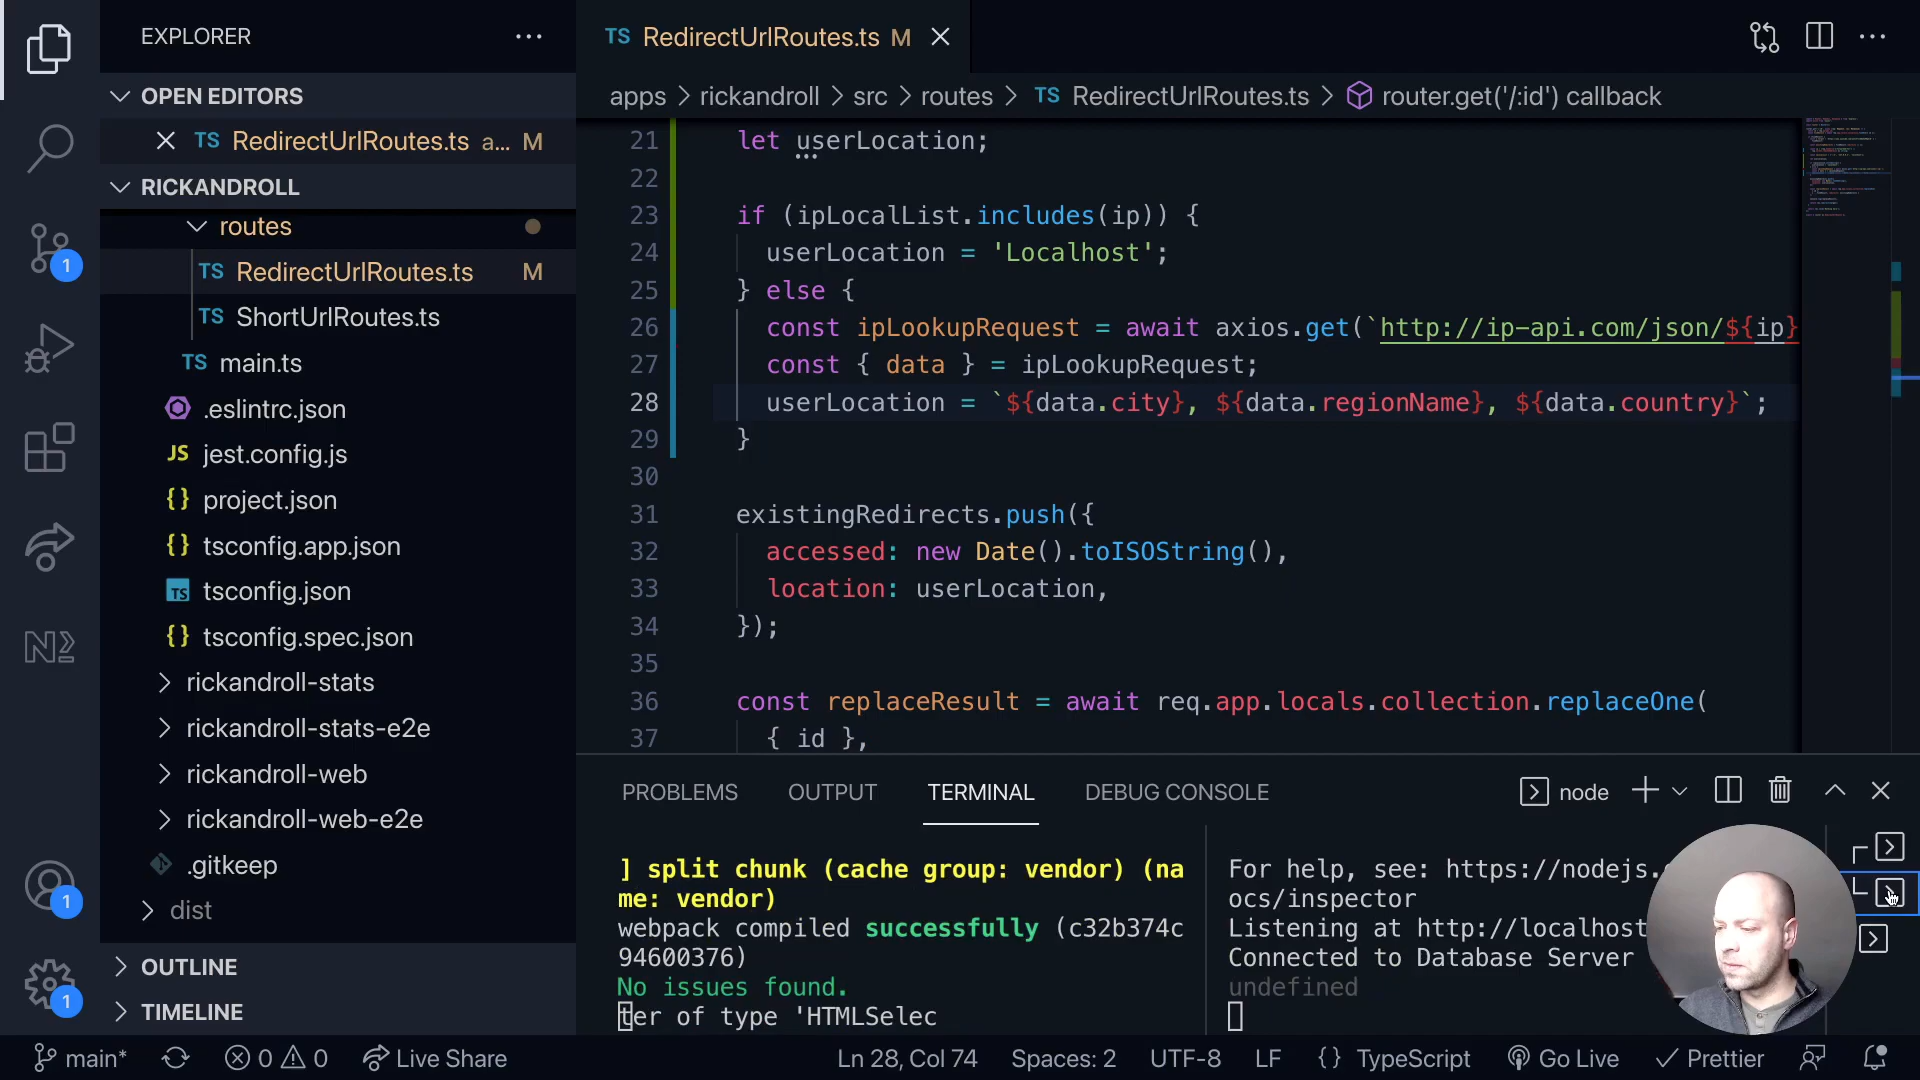 EXPLORER
OPEN EDITORS
TS RedirectUrlRoutes.ts a... M
RICKANDROLL
routes
TS RedirectUrlRoutes.ts M
TS ShortUrlRoutes.ts
TS main.ts
.eslintrc.json
JS jest.config.js
{} project.json
{} tsconfig.app.json
TS tsconfig.json
{} tsconfig.spec.json
rickandroll-stats
rickandroll-stats-e2e
rickandroll-web
rickandroll-web-e2e
.gitkeep
dist
OUTLINE
TIMELINE
1
1
1
TS RedirectUrlRoutes.ts M
apps > rickandroll > src > routes > TS RedirectUrlRoutes.ts > router.get('/:id') callback
21 let userLocation;
22
23 if (ipLocalList.includes(ip)) {
24 userLocation = 'Localhost';
25 } else {
26 const ipLookupRequest = await axios.get(`http://ip-api.com/json/${ip}
27 const { data } = ipLookupRequest;
28 userLocation = `${data.city}, ${data.regionName}, ${data.country}`;
29 }
30
31 existingRedirects.push({
32 accessed: new Date().toISOString(),
33 location: userLocation,
34 });
35
36 const replaceResult = await req.app.locals.collection.replaceOne(
37 { id },
PROBLEMS OUTPUT TERMINAL DEBUG CONSOLE
node
] split chunk (cache group: vendor) (na
me: vendor)
webpack compiled successfully (c32b374c
94600376)
No issues found.
ter of type 'HTMLSelec
For help, see: https://nodejs.
ocs/inspector
Listening at http://localhost
Connected to Database Server
undefined
main* 0 0 Live Share Ln 28, Col 74 Spaces: 2 UTF-8 LF {} TypeScript Go Live Prettier